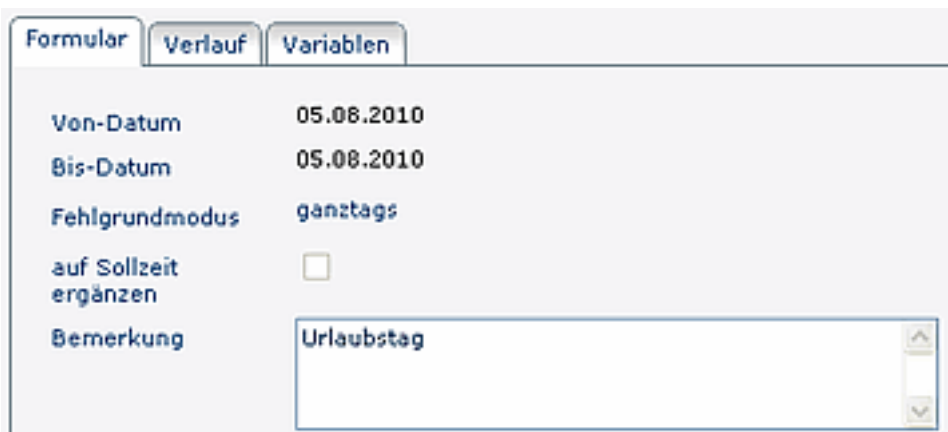 Formular Verlauf Variablen
Von-Datum 05.08.2010
Bis-Datum 05.08.2010
Fehlgrundmodus ganztags
auf Sollzeit
ergänzen
Bemerkung Urlaubstag